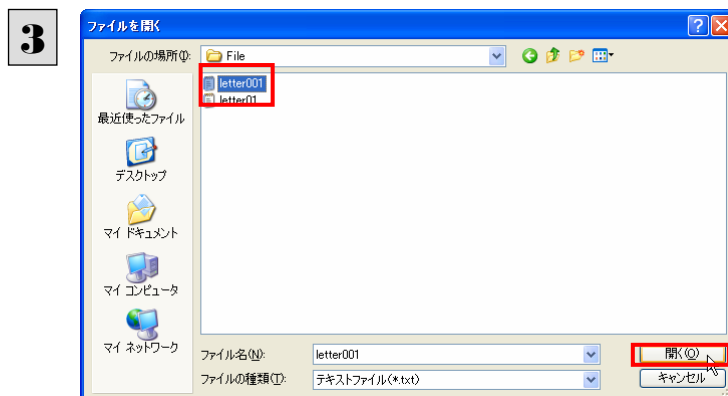 3
ファイルを開く
ファイルの場所(I):
File
letter001
letter01
最近使ったファイル
デスクトップ
マイ ドキュメント
マイ コンピュータ
マイ ネットワーク
ファイル名(N):
letter001
開く(O)
ファイルの種類(T):
テキストファイル(*.txt)
キャンセル